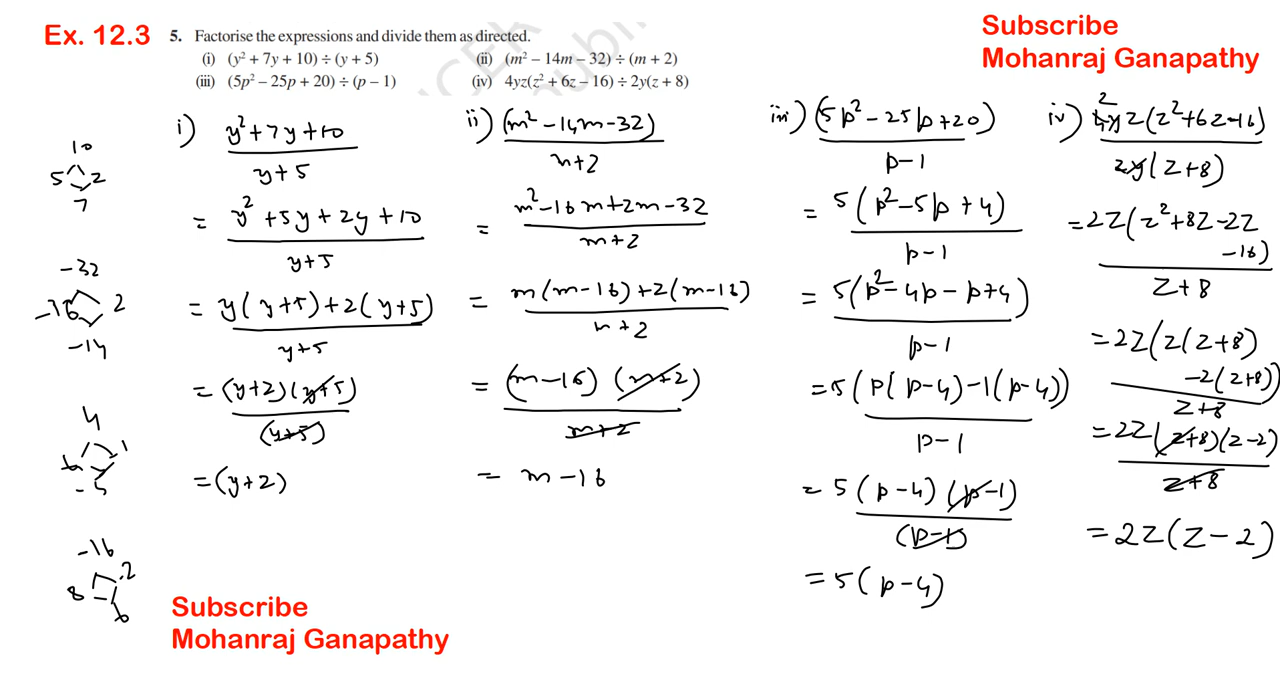 Ex. 12.3
5. Factorise the expressions and divide them as directed.
(i) (y² + 7y + 10) ÷ (y + 5) (ii) (m² – 14m – 32) ÷ (m + 2)
(iii) (5p² – 25p + 20) ÷ (p – 1) (iv) 4yz(z² + 6z – 16) ÷ 2y(z + 8)
Subscribe
Mohanraj Ganapathy
10
5 2
7
-32
-16 2
-14
4
-5
-16
8 -2
6
i) y²+7y+10
y+5
= y²+5y+2y+10
y+5
= y(y+5)+2(y+5)
y+5
= (y+2)(y+5)
(y+5)
=(y+2)
ii) (m²-14m-32)
m+2
= m²-16m+2m-32
m+2
= m(m-16)+2(m-16)
m+2
= (m-16)(m+2)
m+2
= m-16
iii) (5p²-25p+20)
p-1
= 5(p²-5p+4)
p-1
= 5(p²-4p-p+4)
p-1
=5(p(p-4)-1(p-4))
p-1
= 5(p-4)(p-1)
(p-1)
=5(p-4)
2
iv) 4yz(z²+6z-16)
2y(z+8)
=2z(z²+8z-2z
-16)
z+8
=2z(z(z+8)
-2(z+8))
z+8
=2z(z+8)(z-2)
z+8
=2z(z-2)
Subscribe
Mohanraj Ganapathy